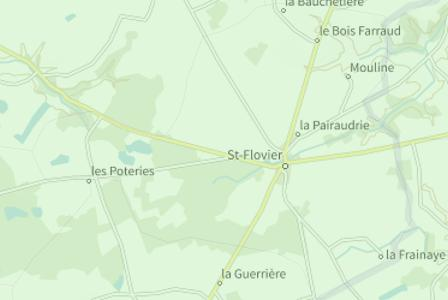 la Bauchetière
le Bois Farraud
Mouline
la Pairaudrie
St-Flovier
les Poteries
la Frainaye
la Guerrière